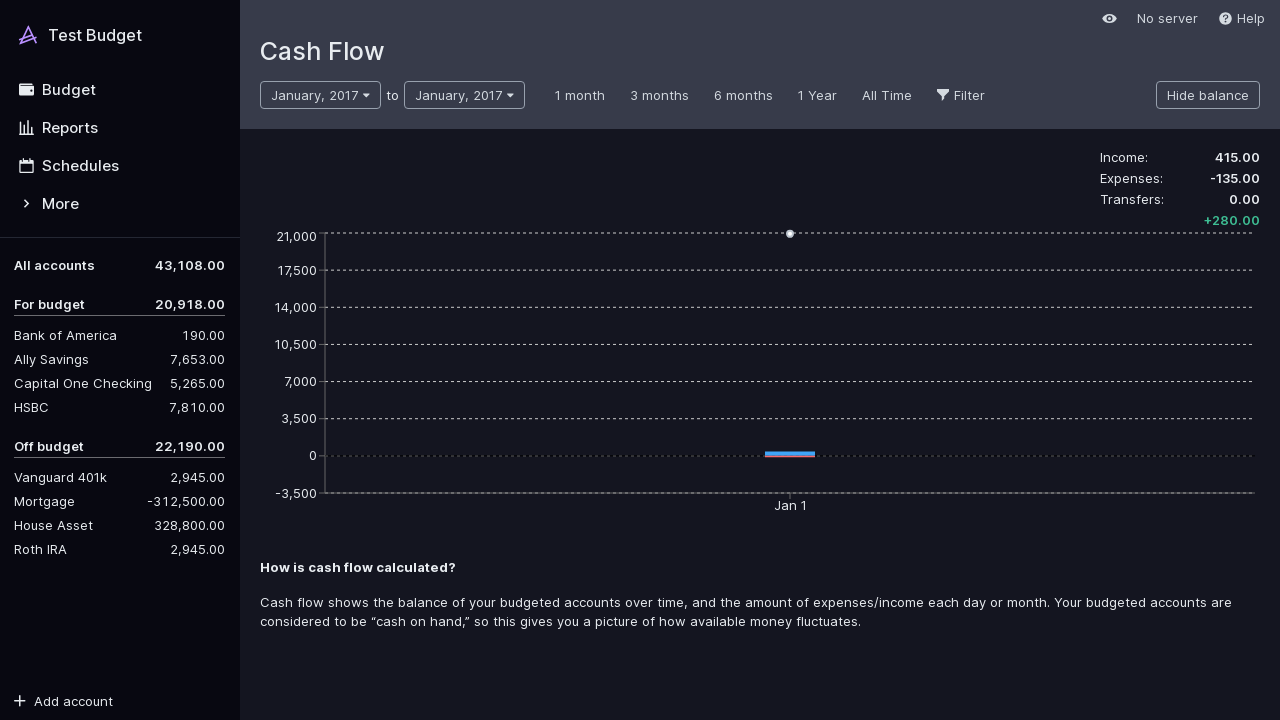 Test Budget
Budget
Reports
Schedules
More
All accounts 43,108.00
For budget 20,918.00
Bank of America 190.00
Ally Savings 7,653.00
Capital One Checking 5,265.00
HSBC 7,810.00
Off budget 22,190.00
Vanguard 401k 2,945.00
Mortgage -312,500.00
House Asset 328,800.00
Roth IRA 2,945.00
Add account
No server Help
Cash Flow
January, 2017 to January, 2017 1 month 3 months 6 months 1 Year All Time Filter Hide balance
Income: 415.00
Expenses: -135.00
Transfers: 0.00
+280.00
21,000
17,500
14,000
10,500
7,000
3,500
0
-3,500
Jan 1
How is cash flow calculated?
Cash flow shows the balance of your budgeted accounts over time, and the amount of expenses/income each day or month. Your budgeted accounts are
considered to be “cash on hand,” so this gives you a picture of how available money fluctuates.